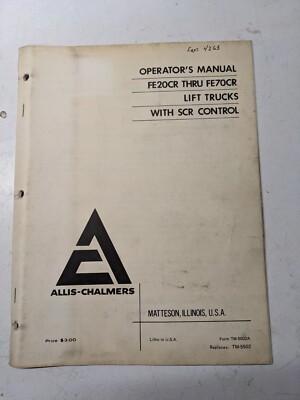 OPERATOR'S MANUAL
FE20CR THRU FE70CR
LIFT TRUCKS
WITH SCR CONTROL
ALLIS-CHALMERS
MATTESON, ILLINOIS, U.S.A.
Price $3.00
Litho in U.S.A.
Form TM-5502A
Replaces: TM-5502